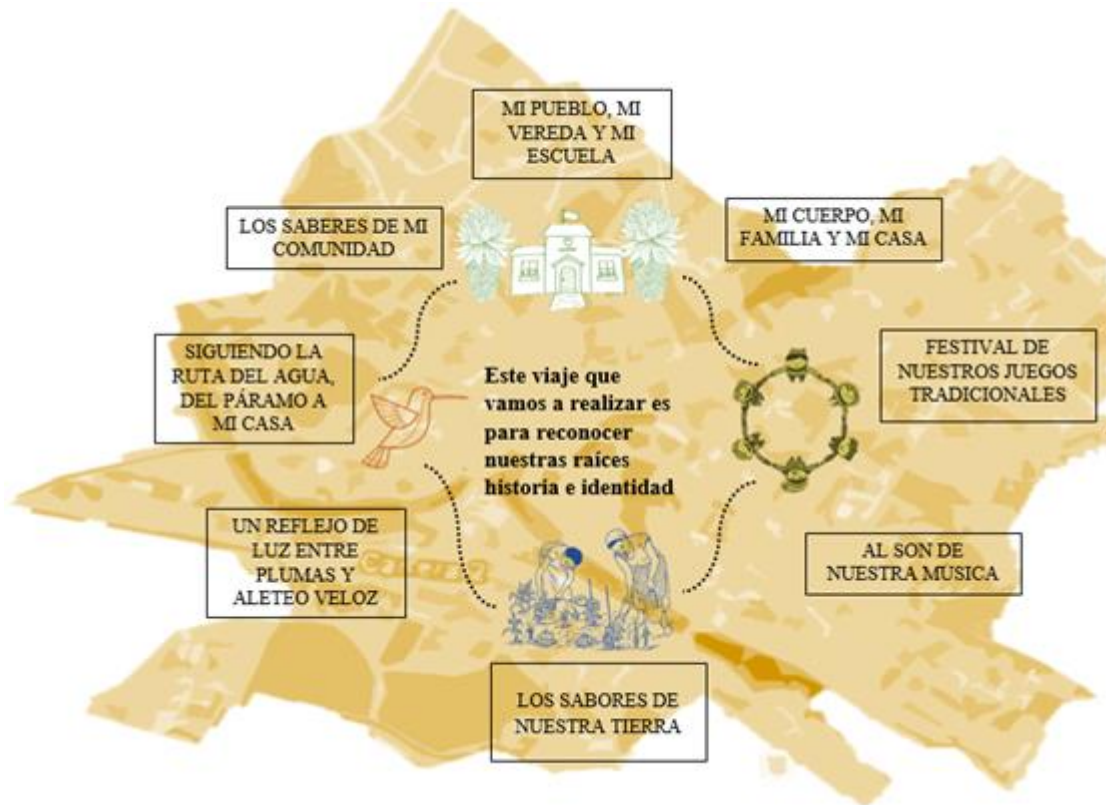 MI PUEBLO, MI
VEREDA Y MI
ESCUELA
LOS SABERES DE MI
COMUNIDAD
MI CUERPO, MI
FAMILIA Y MI CASA
SIGUIENDO LA
RUTA DEL AGUA,
DEL PÁRAMO A
MI CASA
Este viaje que
vamos a realizar es
para reconocer
nuestras raíces
historia e identidad
FESTIVAL DE
NUESTROS JUEGOS
TRADICIONALES
UN REFLEJO DE
LUZ ENTRE
PLUMAS Y
ALETEO VELOZ
AL SON DE
NUESTRA MUSICA
LOS SABORES DE
NUESTRA TIERRA